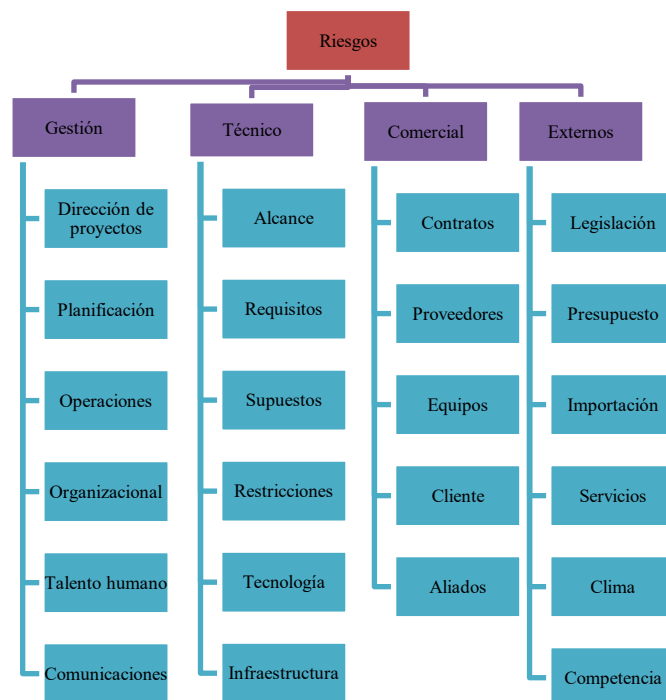 Riesgos
Gestión
Técnico
Comercial
Externos
Dirección de
proyectos
Planificación
Operaciones
Organizacional
Talento humano
Comunicaciones
Alcance
Requisitos
Supuestos
Restricciones
Tecnología
Infraestructura
Contratos
Proveedores
Equipos
Cliente
Aliados
Legislación
Presupuesto
Importación
Servicios
Clima
Competencia